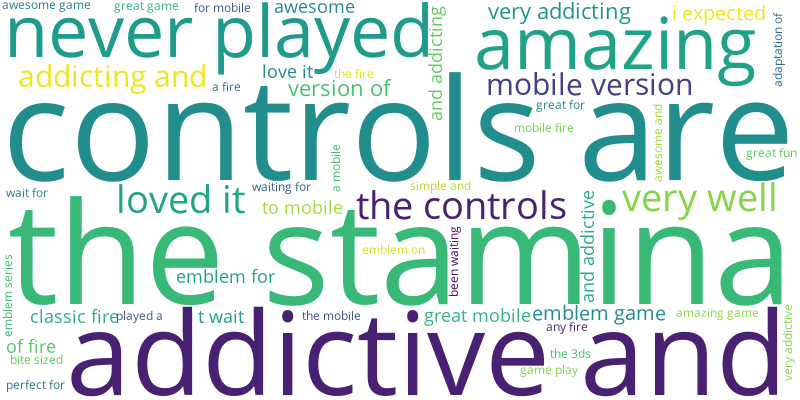 awesome game
great game
for mobile
awesome
very addicting
i expected
never played
and addicting
amazing
adaptation of
addicting and
love it
the fire
a fire
version of
mobile version
great for
controls are
mobile fire
awesome and
great fun
a mobile
wait for
waiting for
simple and
loved it
to mobile
the controls
and addictive
very well
the stamina
emblem on
been waiting
emblem series
emblem for
classic fire
played a
t wait
the mobile
great mobile
emblem game
any fire
amazing game
very addictive
of fire
bite sized
addictive and
the 3ds
game play
perfect for